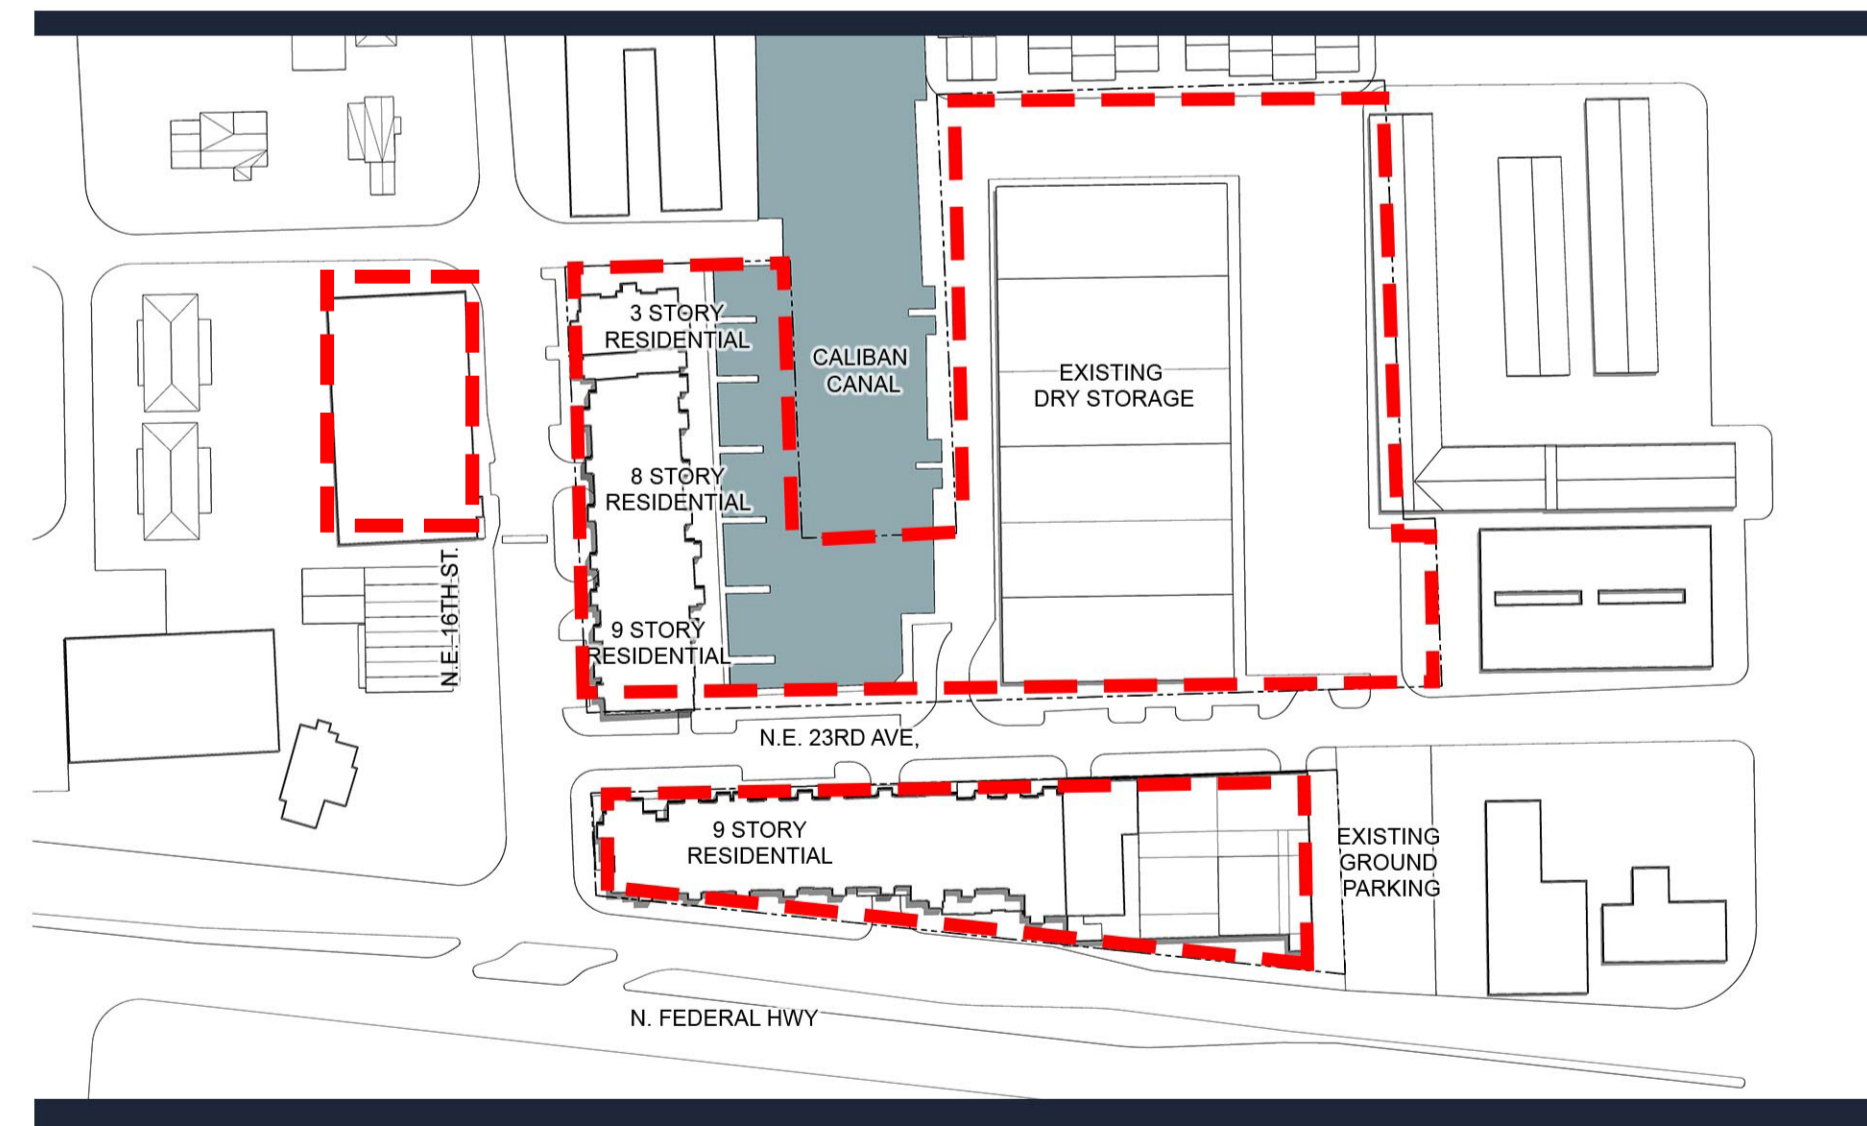 3 STORY
RESIDENTIAL
CALIBAN
CANAL
EXISTING
DRY STORAGE
8 STORY
RESIDENTIAL
N.E. 16TH ST.
9 STORY
RESIDENTIAL
N.E. 23RD AVE,
9 STORY
RESIDENTIAL
EXISTING
GROUND
PARKING
N. FEDERAL HWY